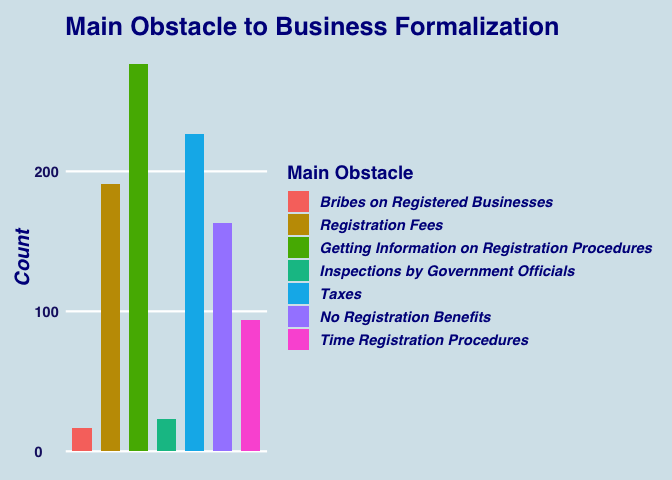 Main Obstacle to Business Formalization
Count
200
100
0
Main Obstacle
Bribes on Registered Businesses
Registration Fees
Getting Information on Registration Procedures
Inspections by Government Officials
Taxes
No Registration Benefits
Time Registration Procedures